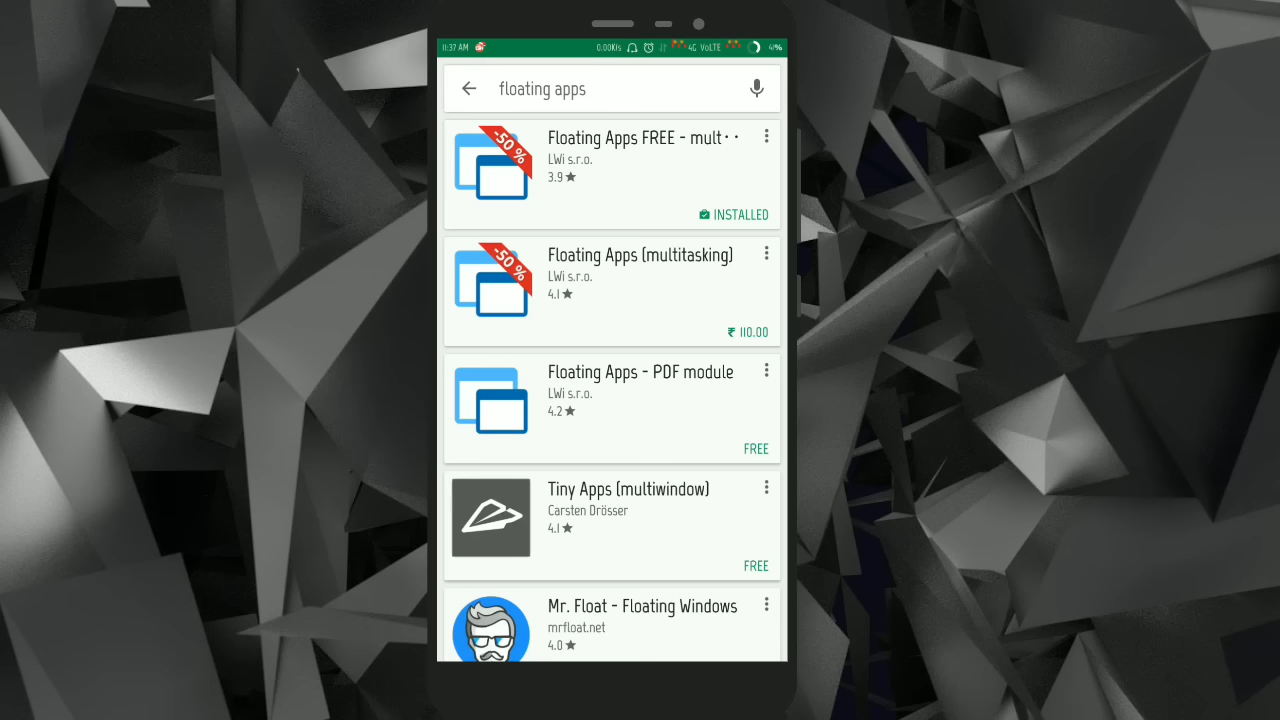 11:37 AM 0.00K/s 4G VoLTE 41%
floating apps
-50 %
Floating Apps FREE - mult··
LWi s.r.o.
3.9★
INSTALLED
-50 %
Floating Apps (multitasking)
LWi s.r.o.
4.1★
₹ 110.00
Floating Apps - PDF module
LWi s.r.o.
4.2★
FREE
Tiny Apps (multiwindow)
Carsten Drösser
4.1★
FREE
Mr. Float - Floating Windows
mrfloat.net
4.0★